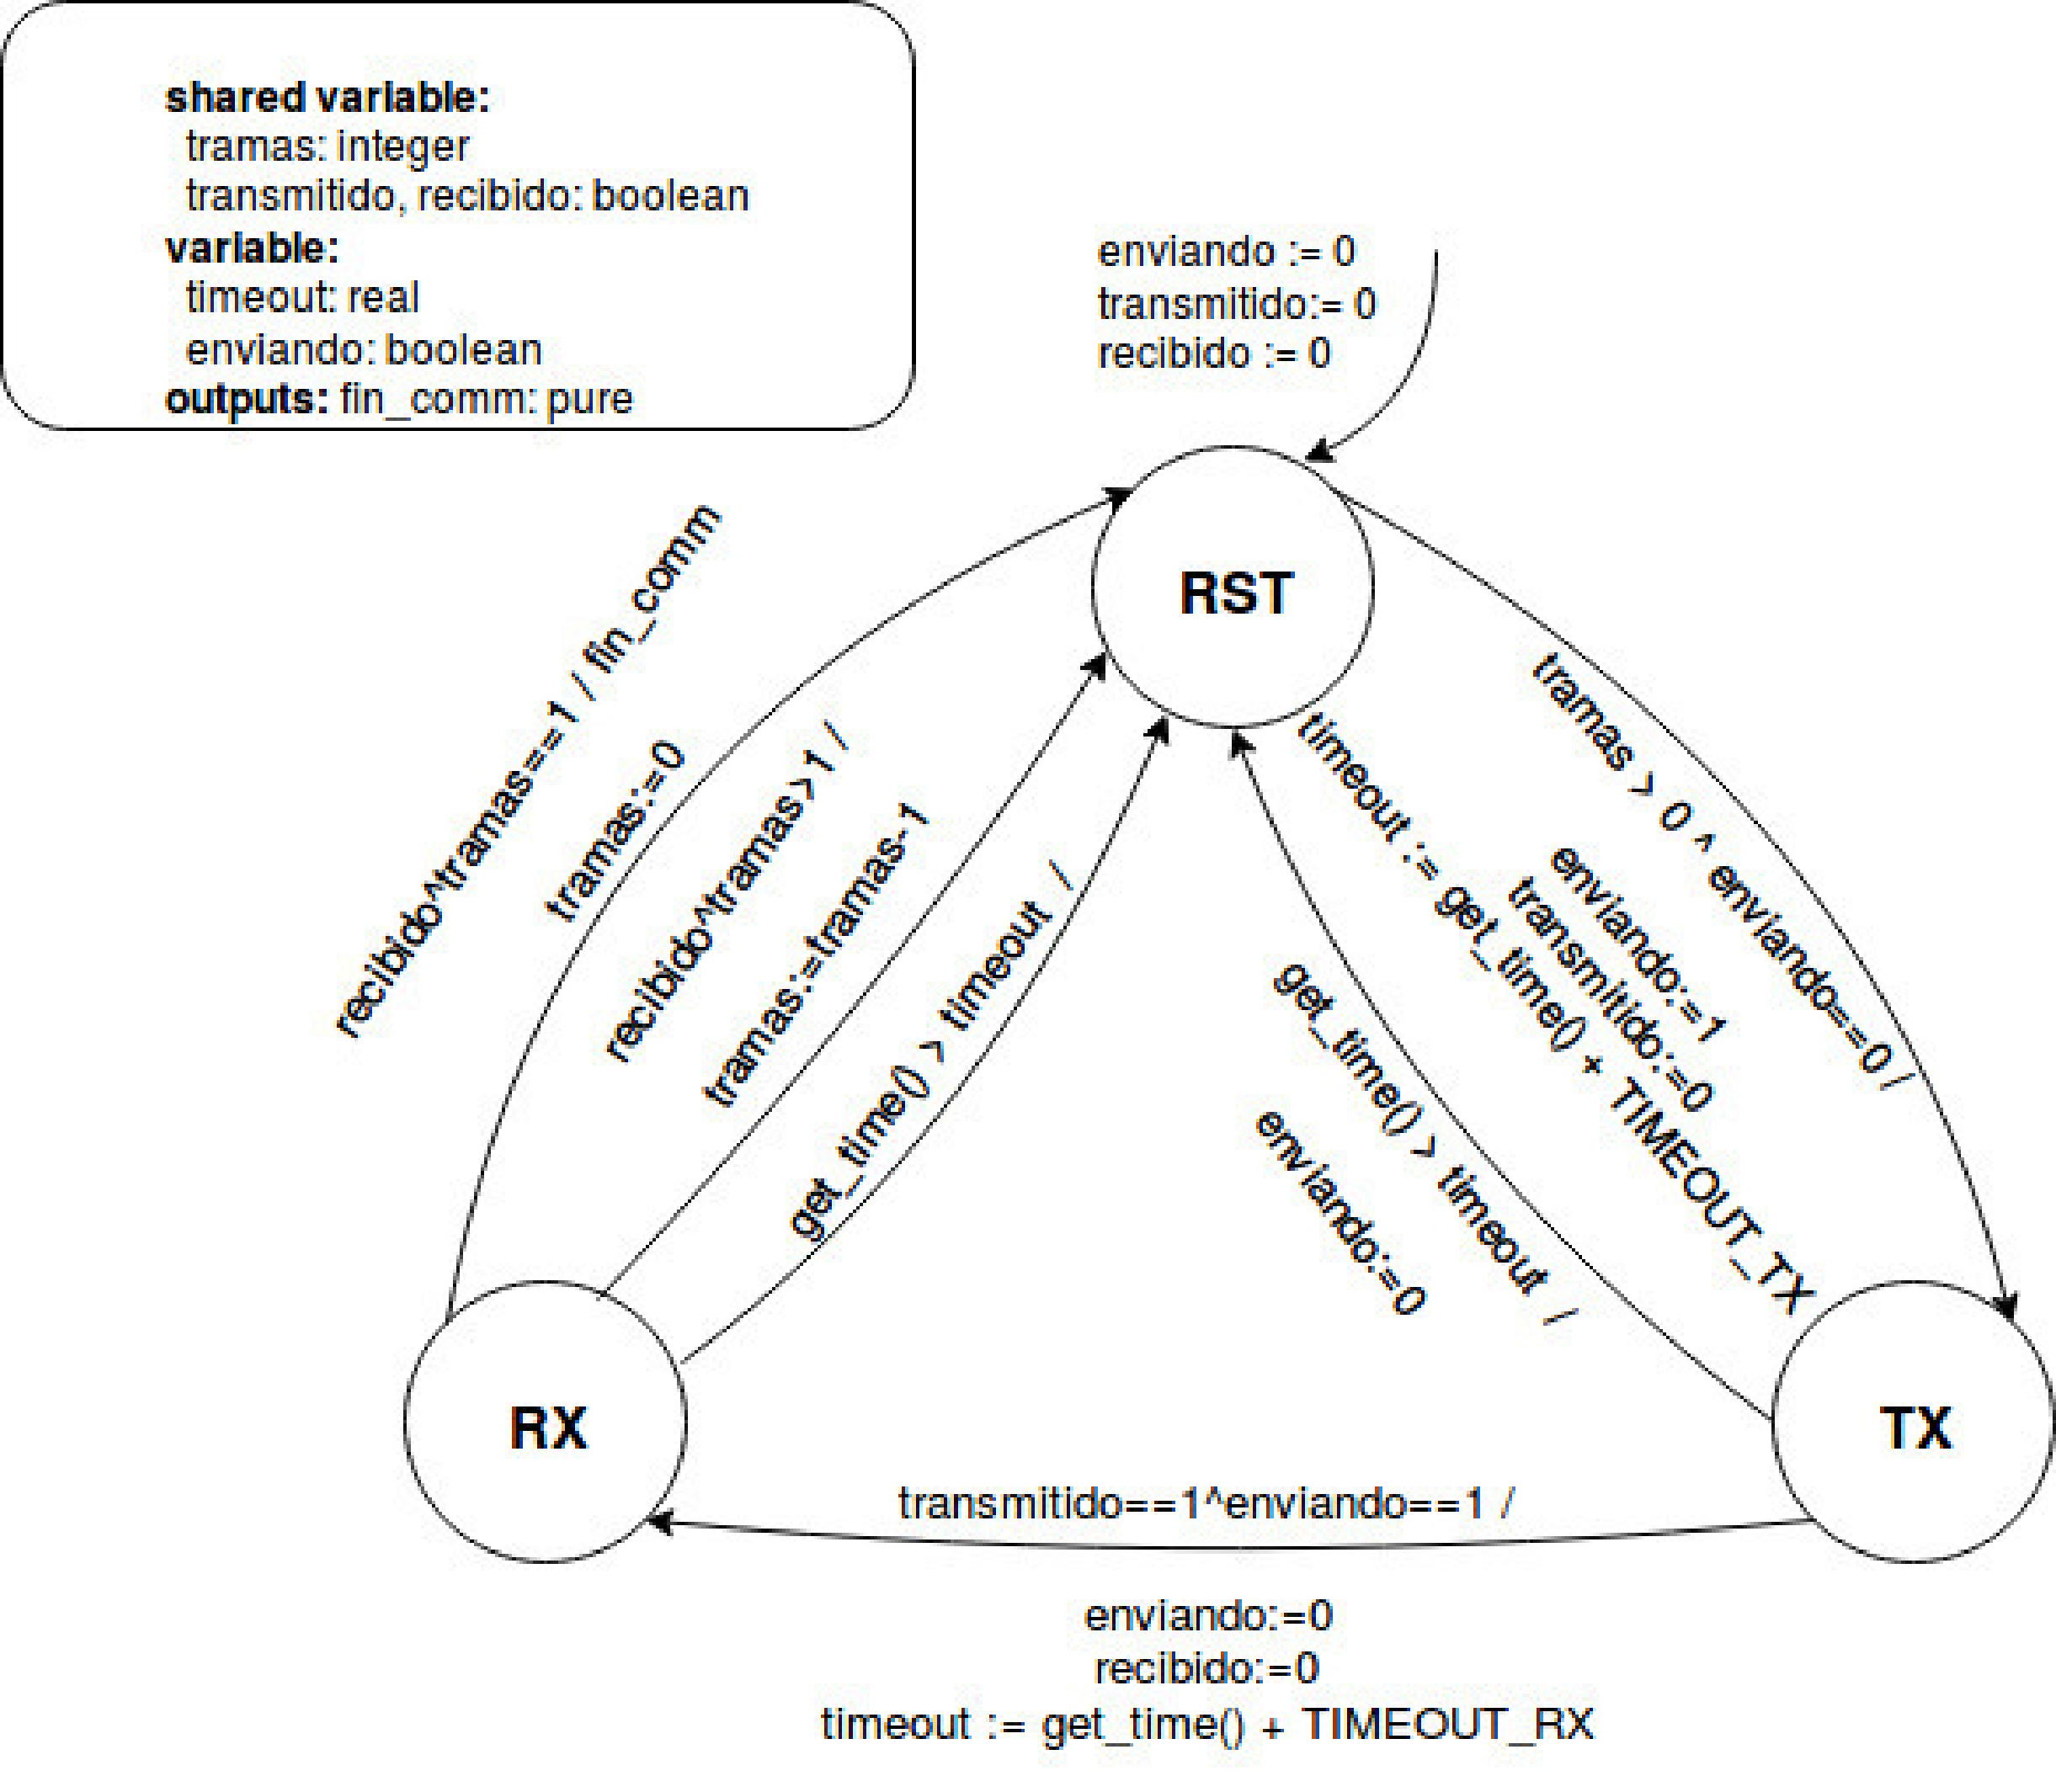 shared variable:
tramas: integer
transmitido, recibido: boolean
variable:
timeout: real
enviando: boolean
outputs: fin_comm: pure
enviando := 0
transmitido:= 0
recibido := 0
RST
recibido^tramas==1 / fin_comm
tramas:=0
recibido^tramas>1 /
tramas:=tramas-1
get_time() > timeout /
get_time() > timeout /
enviando:=0
tramas > 0 ^ enviando==0 /
enviando:=1
transmitido:=0
timeout := get_time() + TIMEOUT_TX
RX
TX
transmitido==1^enviando==1 /
enviando:=0
recibido:=0
timeout := get_time() + TIMEOUT_RX